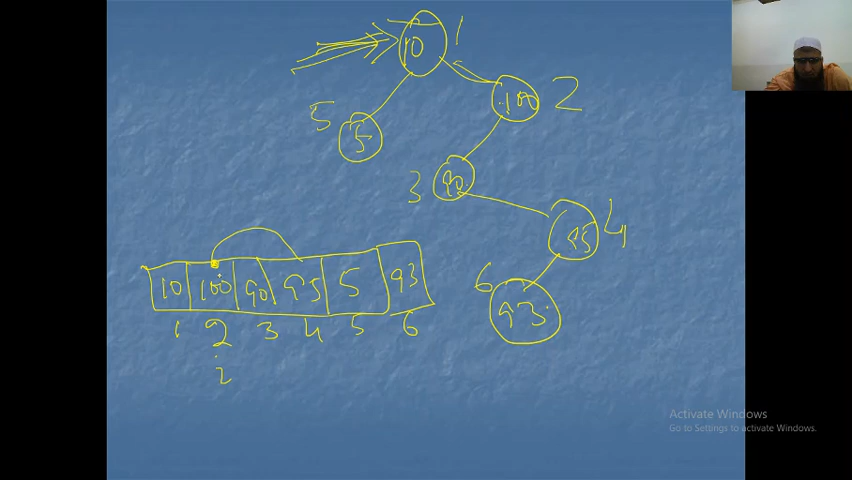 10 1
100 2
5 5
3 90
95 4
6 93
10 100 90 95 5 93
1 2 3 4 5 6
i
Activate Windows
Go to Settings to activate Windows.